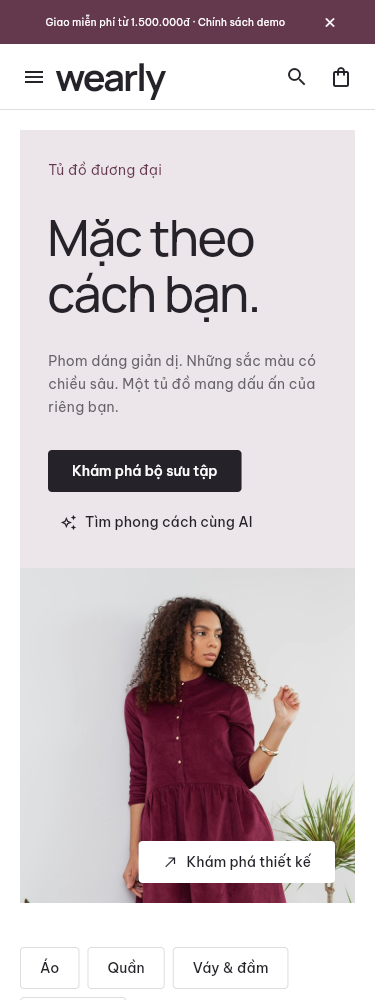 Giao miễn phí từ 1.500.000đ · Chính sách demo
wearly
Tủ đồ đương đại
Mặc theo
cách bạn.
Phom dáng giản dị. Những sắc màu có
chiều sâu. Một tủ đồ mang dấu ấn của
riêng bạn.
Khám phá bộ sưu tập
Tìm phong cách cùng AI
Khám phá thiết kế
Áo
Quần
Váy & đầm